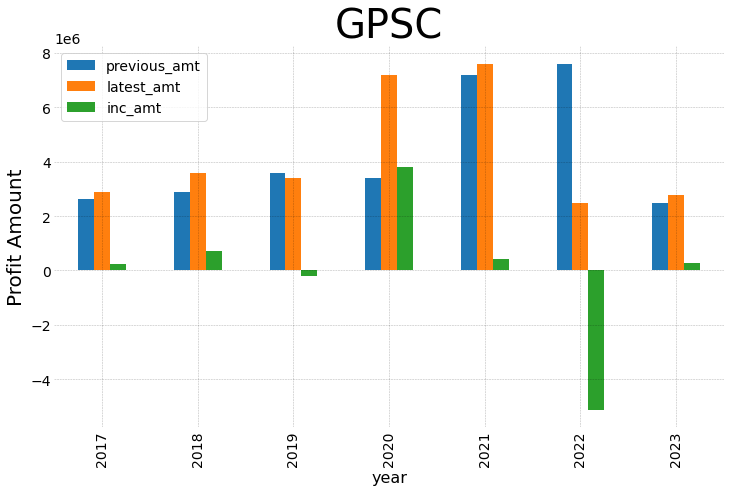 GPSC
1e6
8
6
4
2
0
−2
−4
Profit Amount
previous_amt
latest_amt
inc_amt
2017
2018
2019
2020
2021
2022
2023
year